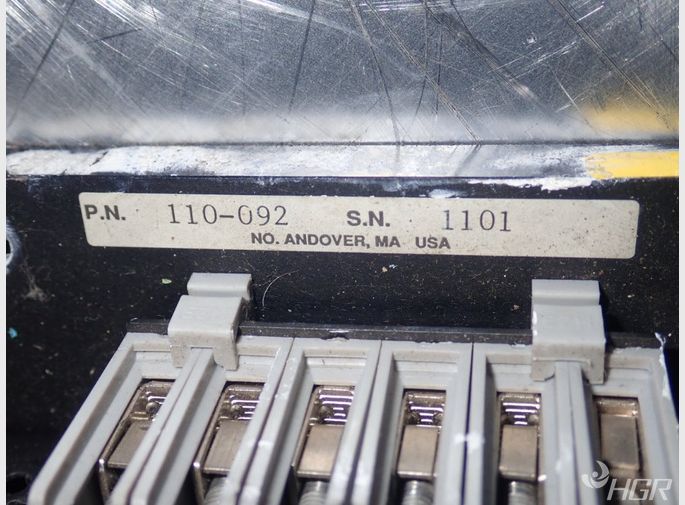 P.N. 110-092 S.N. 1101
NO. ANDOVER, MA USA
HGR